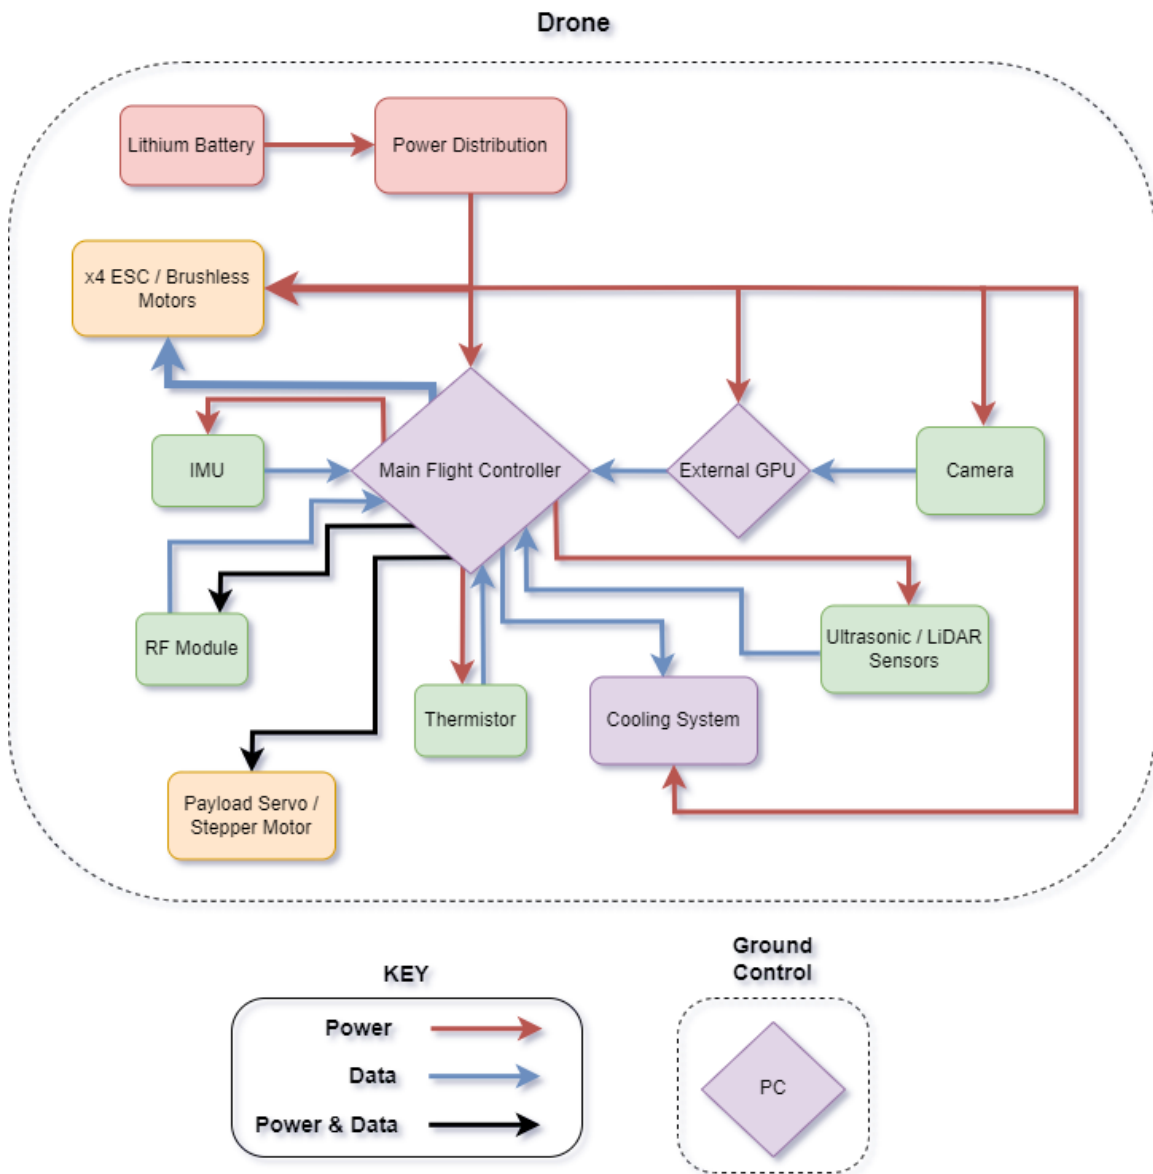 Drone
Lithium Battery
Power Distribution
x4 ESC / Brushless
Motors
IMU
Main Flight Controller
External GPU
Camera
RF Module
Ultrasonic / LiDAR
Sensors
Thermistor
Cooling System
Payload Servo /
Stepper Motor
KEY
Power
Data
Power & Data
Ground
Control
PC